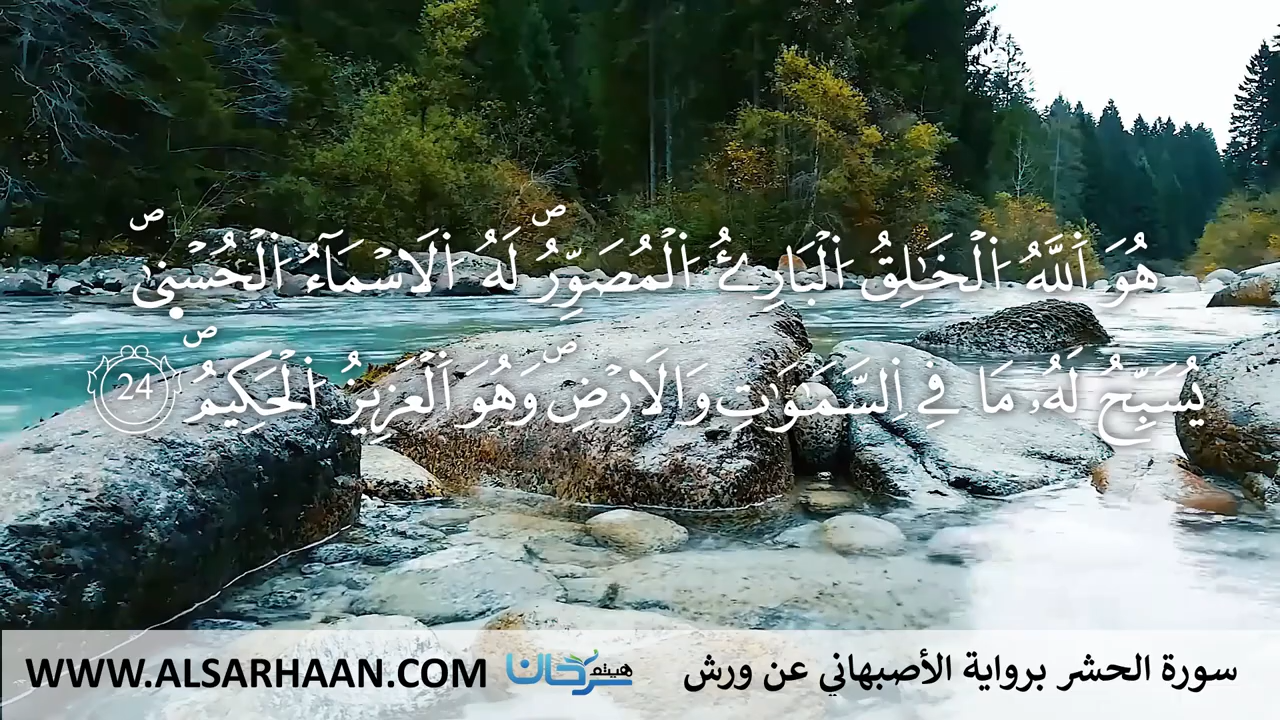 هُوَ اَ۬للَّهُ اُ۬لْخَٰلِقُ اُ۬لْبَارِۓُ اُ۬لْمُصَوِّرُۖ لَهُ اُ۬لَاسْمَآءُ اُ۬لْحُسْن۪ىٰۖ
يُسَبِّحُ لَهُۥ مَا فِے اِ۬لسَّمَٰوَٰتِ وَالَارْضِۖ وَهُوَ اَ۬لْعَزِيزُ اُ۬لْحَكِيمُۖ 24
سورة الحشر برواية الأصبهاني عن ورش
هيثم سرحان
WWW.ALSARHAAN.COM